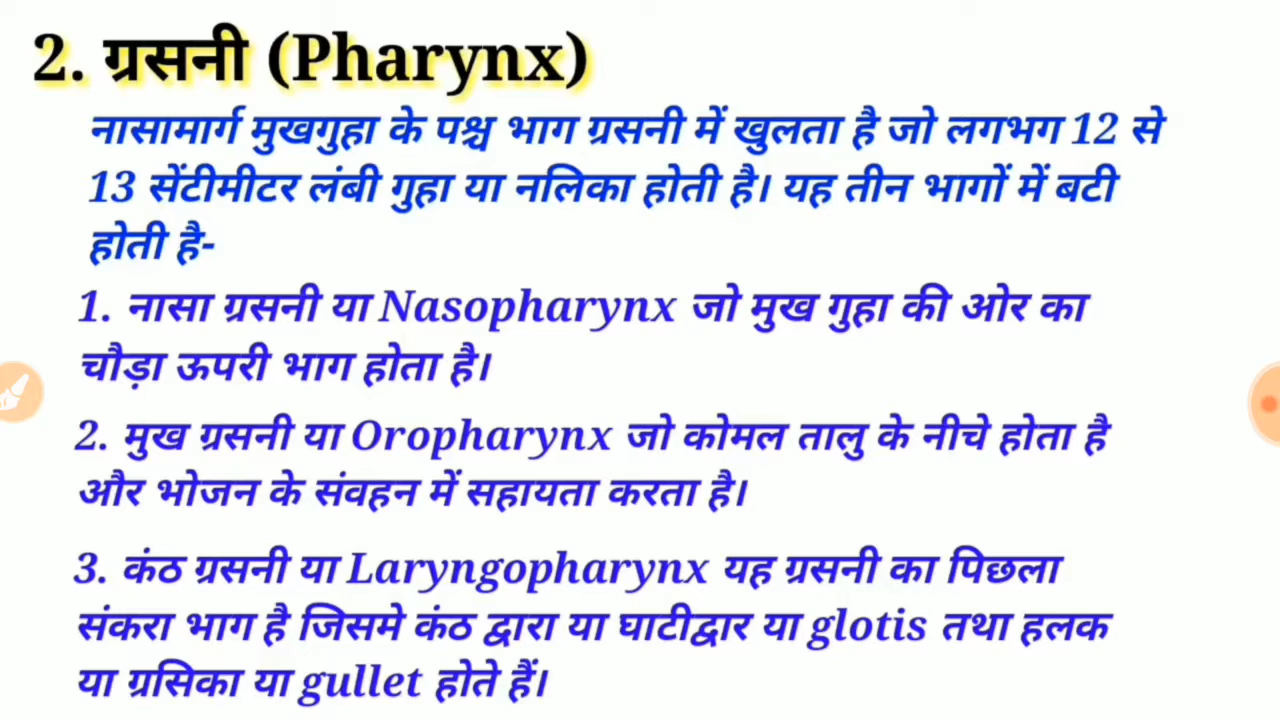 2. ग्रसनी (Pharynx)
नासामार्ग मुखगुहा के पश्च भाग ग्रसनी में खुलता है जो लगभग 12 से
13 सेंटीमीटर लंबी गुहा या नलिका होती है। यह तीन भागों में बटी
होती है-
1. नासा ग्रसनी या Nasopharynx जो मुख गुहा की ओर का
चौड़ा ऊपरी भाग होता है।
2. मुख ग्रसनी या Oropharynx जो कोमल तालु के नीचे होता है
और भोजन के संवहन में सहायता करता है।
3. कंठ ग्रसनी या Laryngopharynx यह ग्रसनी का पिछला
संकरा भाग है जिसमे कंठ द्वारा या घाटीद्वार या glotis तथा हलक
या ग्रसिका या gullet होते हैं।